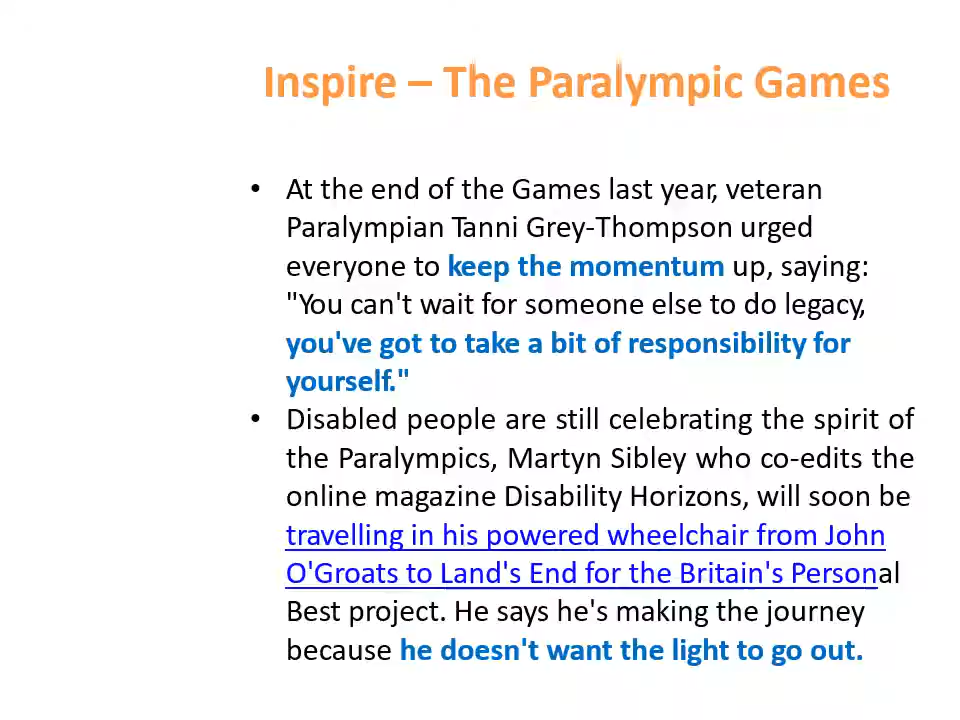 Inspire – The Paralympic Games
• At the end of the Games last year, veteran
Paralympian Tanni Grey-Thompson urged
everyone to keep the momentum up, saying:
"You can't wait for someone else to do legacy,
you've got to take a bit of responsibility for
yourself."
• Disabled people are still celebrating the spirit of
the Paralympics, Martyn Sibley who co-edits the
online magazine Disability Horizons, will soon be
travelling in his powered wheelchair from John
O'Groats to Land's End for the Britain's Personal
Best project. He says he's making the journey
because he doesn't want the light to go out.